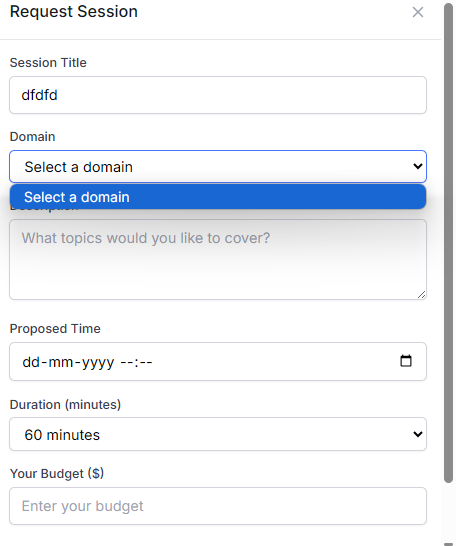 Request Session
Session Title
dfdfd
Domain
Select a domain
Select a domain
Description
What topics would you like to cover?
Proposed Time
dd-mm-yyyy --:--
Duration (minutes)
60 minutes
Your Budget ($)
Enter your budget